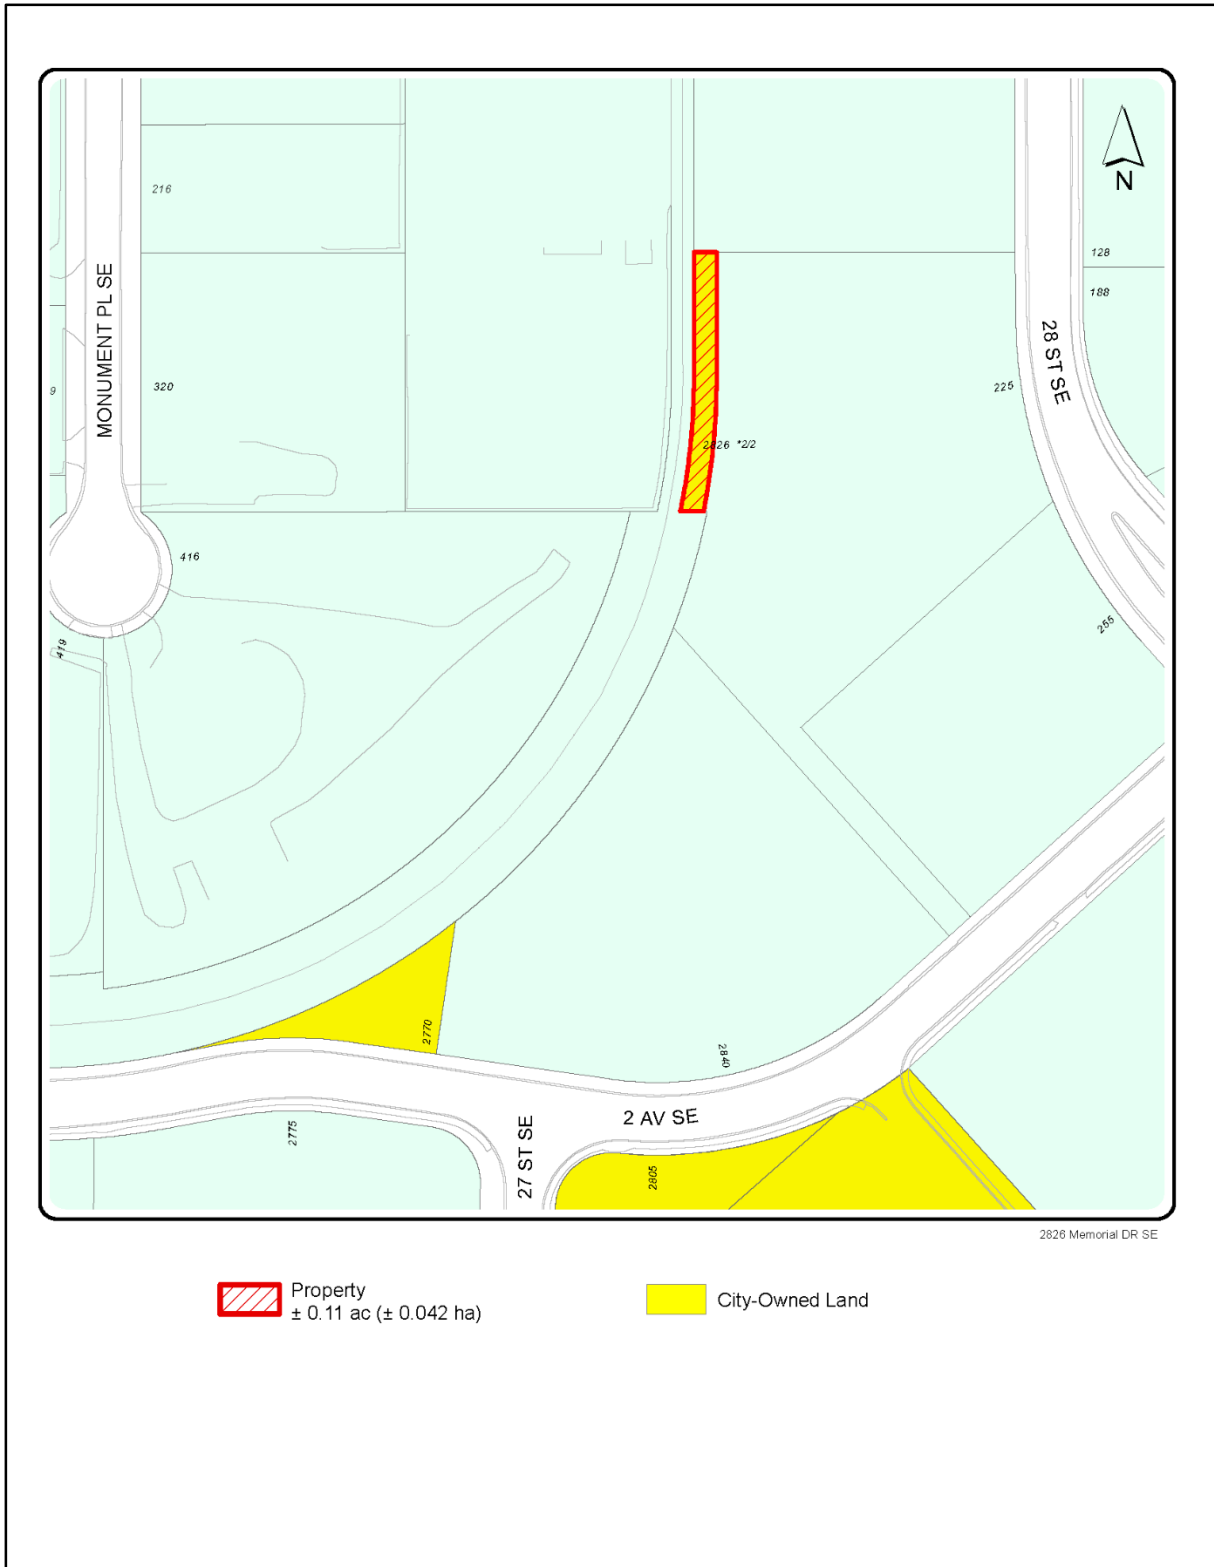 N
216
128
188
MONUMENT PL SE
28 ST SE
320
225
9
2826 *2/2
416
255
419
2770
2840
2 AV SE
2775
27 ST SE
2805
2826 Memorial DR SE
Property
± 0.11 ac (± 0.042 ha)
City-Owned Land